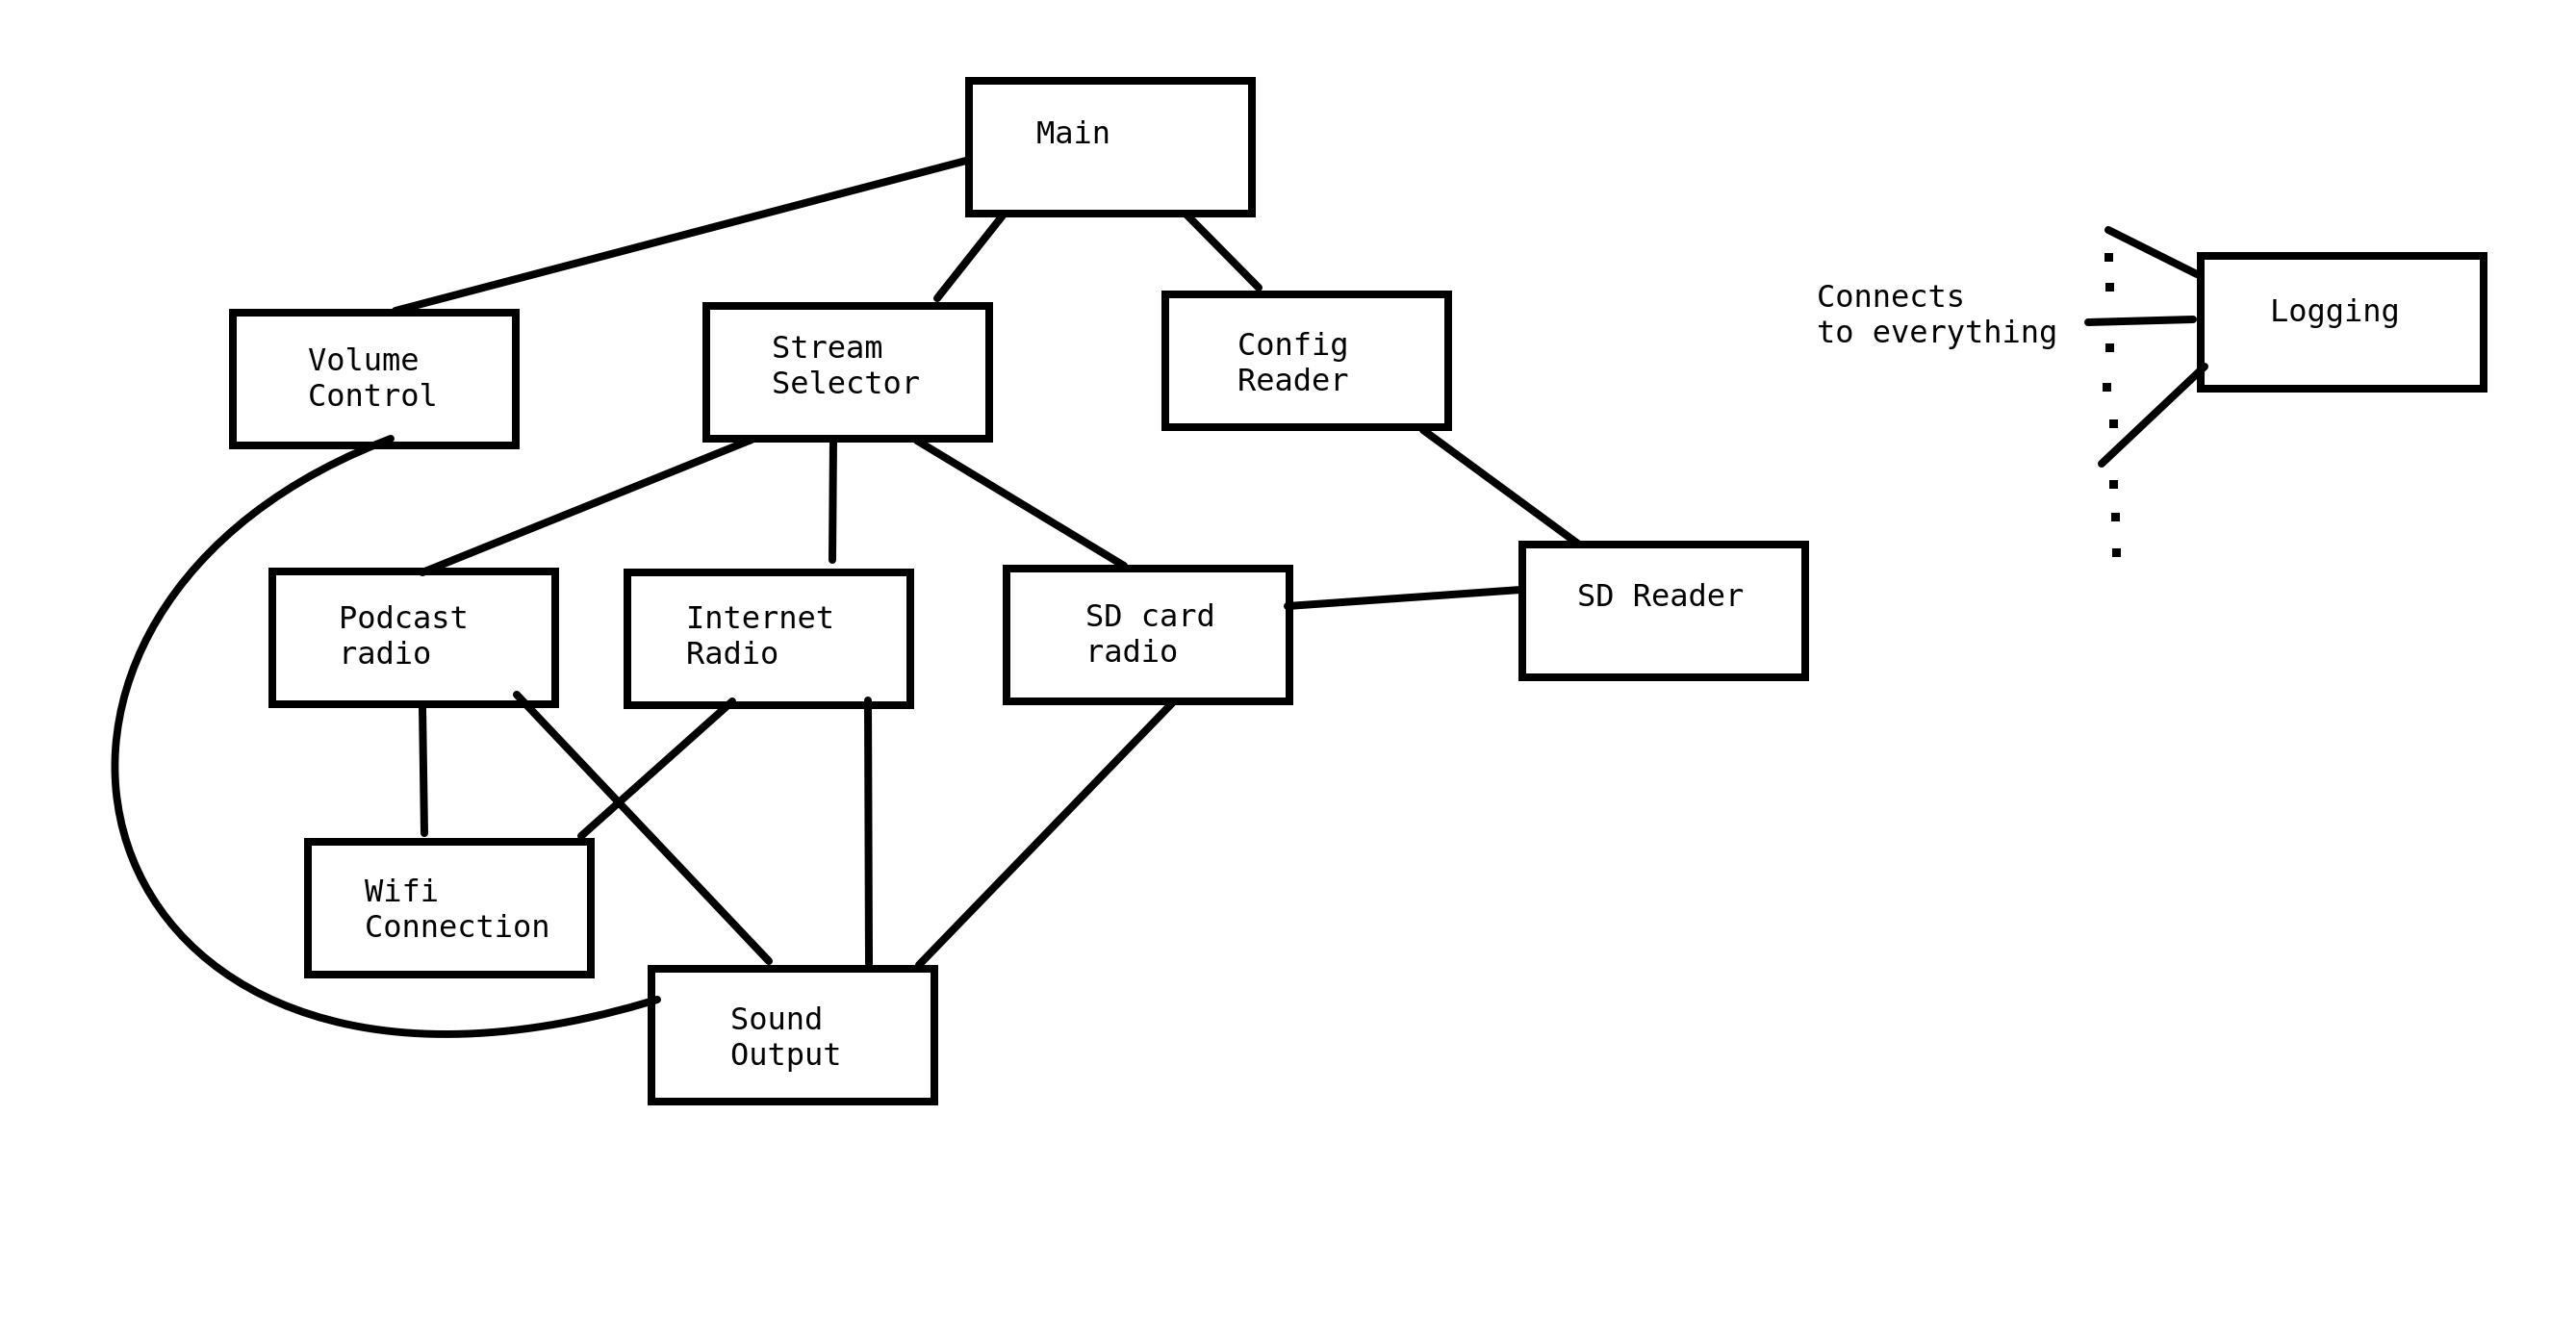 Main
Connects
to everything
Logging
Volume
Control
Stream
Selector
Config
Reader
Podcast
radio
Internet
Radio
SD card
radio
SD Reader
Wifi
Connection
Sound
Output